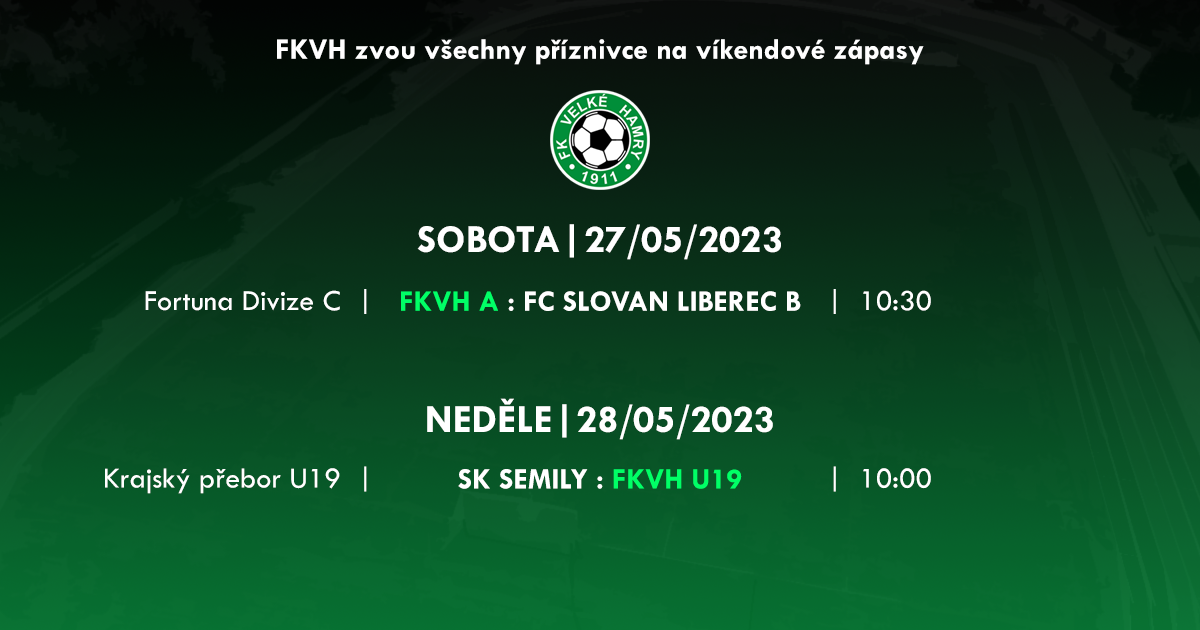 FKVH zvou všechny příznivce na víkendové zápasy
FK VELKÉ HAMRY
1911
SOBOTA | 27/05/2023
Fortuna Divize C | FKVH A : FC SLOVAN LIBEREC B | 10:30
NEDĚLE | 28/05/2023
Krajský přebor U19 | SK SEMILY : FKVH U19 | 10:00